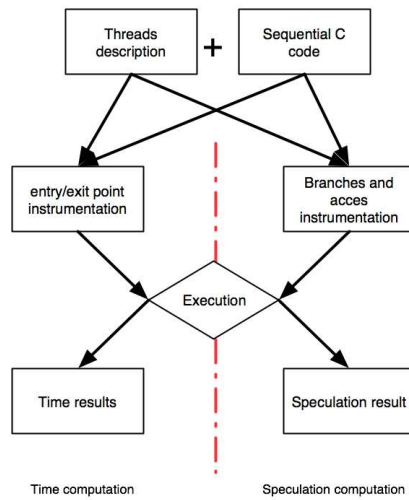 Threads
description
+
Sequential C
code
entry/exit point
instrumentation
Branches and
acces
instrumentation
Execution
Time results
Speculation result
Time computation
Speculation computation